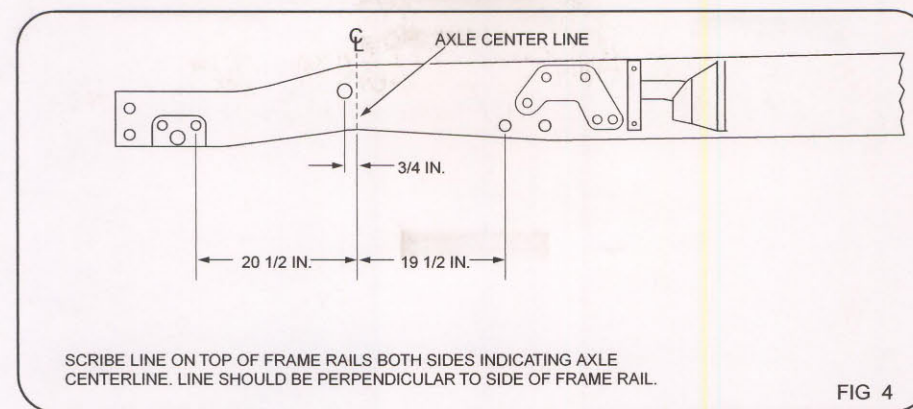 ℄
AXLE CENTER LINE
3/4 IN.
20 1/2 IN.
19 1/2 IN.
SCRIBE LINE ON TOP OF FRAME RAILS BOTH SIDES INDICATING AXLE
CENTERLINE. LINE SHOULD BE PERPENDICULAR TO SIDE OF FRAME RAIL.
FIG 4